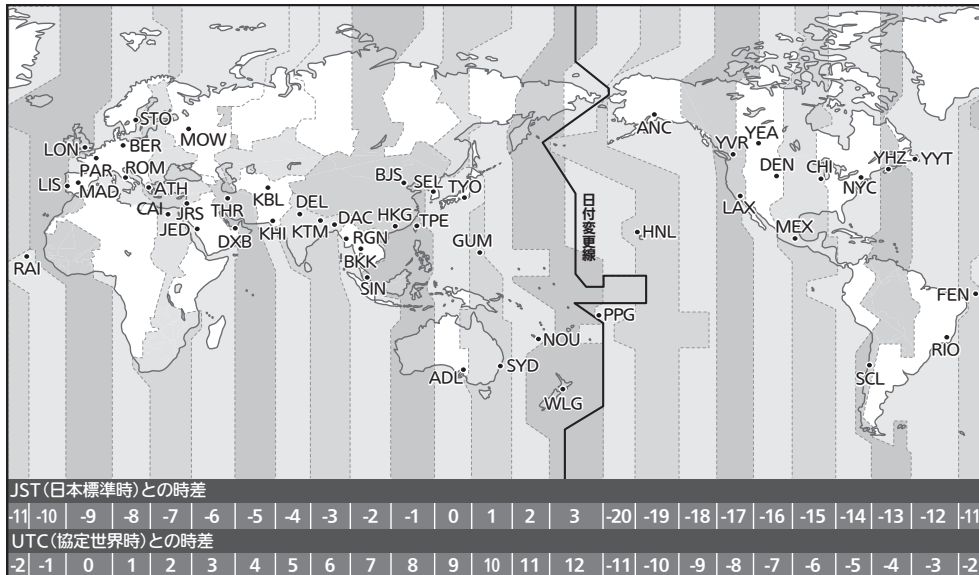 STO
MOW
LON
BER
ANC
PAR
ROM
YVR
YEA
YHZ
YYT
LIS
MAD
ATH
KBL
DEL
BJS
SEL
TYO
DEN
CHI
NYC
CAI
JRS
THR
DAC
HKG
TPE
LAX
JED
DXB
KHI
KTM
RGN
GUM
日付変更線
HNL
MEX
RAI
BKK
SIN
FEN
PPG
NOU
RIO
ADL
SYD
SCL
WLG
JST（日本標準時）との時差
-11 -10 -9 -8 -7 -6 -5 -4 -3 -2 -1 0 1 2 3 -20 -19 -18 -17 -16 -15 -14 -13 -12 -11
UTC（協定世界時）との時差
-2 -1 0 1 2 3 4 5 6 7 8 9 10 11 12 -11 -10 -9 -8 -7 -6 -5 -4 -3 -2